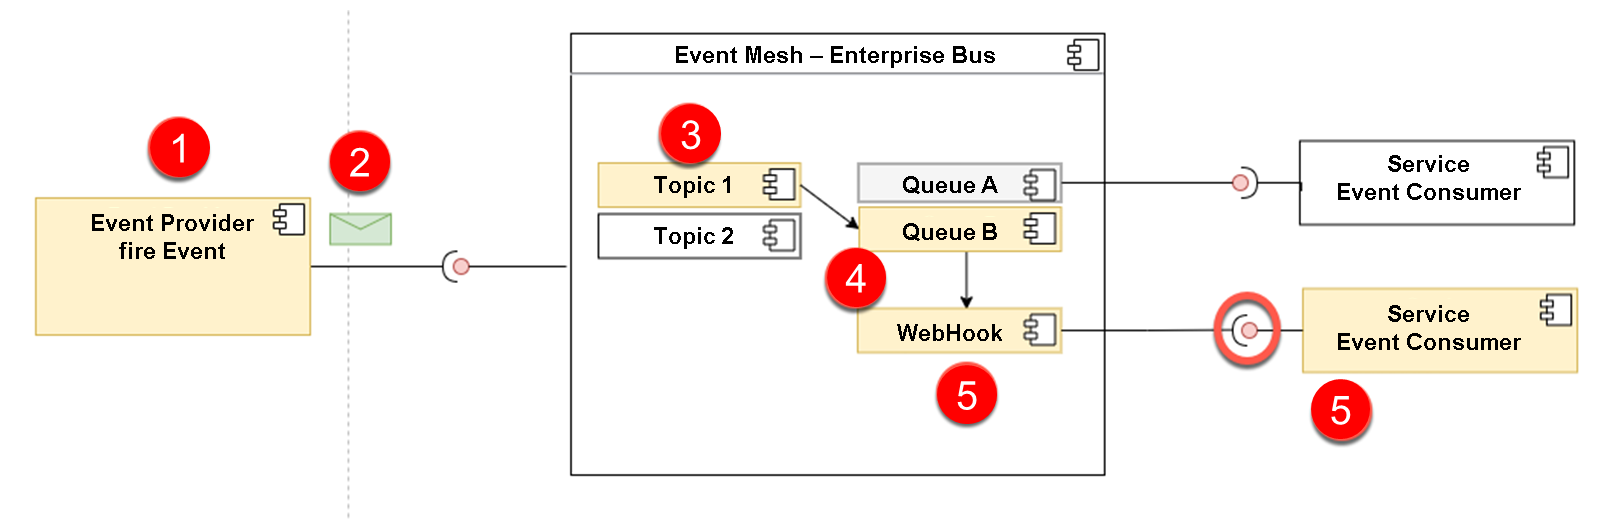 Event Mesh – Enterprise Bus
1
2
3
Event Provider
fire Event
Topic 1
Topic 2
Queue A
Queue B
4
WebHook
5
Service
Event Consumer
Service
Event Consumer
5